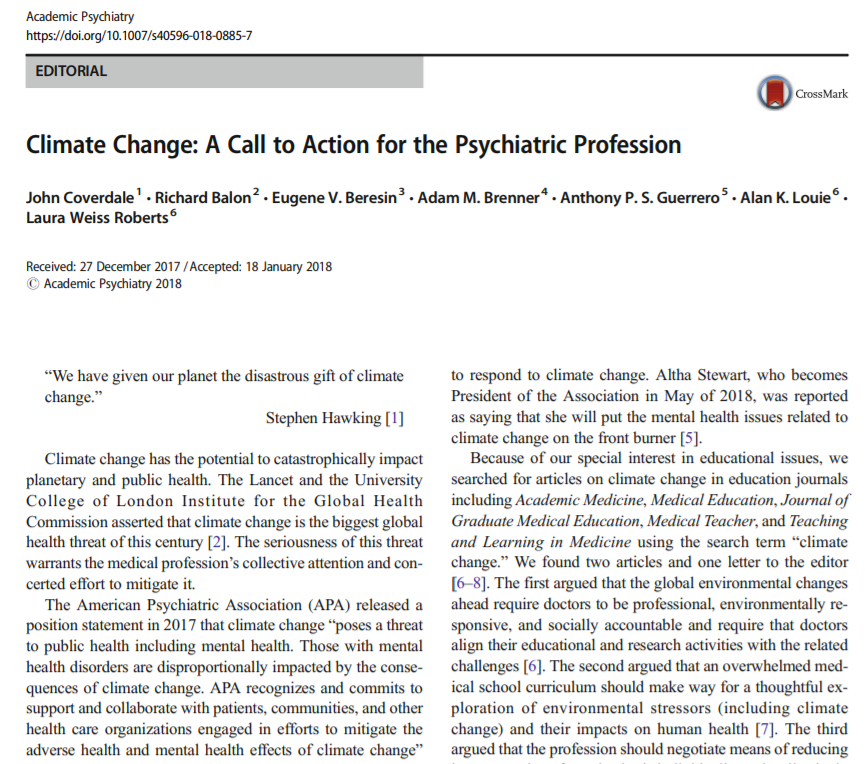 Academic Psychiatry
https://doi.org/10.1007/s40596-018-0885-7
EDITORIAL
CrossMark
Climate Change: A Call to Action for the Psychiatric Profession
John Coverdale 1 · Richard Balon 2 · Eugene V. Beresin 3 · Adam M. Brenner 4 · Anthony P. S. Guerrero 5 · Alan K. Louie 6 ·
Laura Weiss Roberts 6
Received: 27 December 2017 / Accepted: 18 January 2018
© Academic Psychiatry 2018
“We have given our planet the disastrous gift of climate
change.”
Stephen Hawking [1]
Climate change has the potential to catastrophically impact
planetary and public health. The Lancet and the University
College of London Institute for the Global Health
Commission asserted that climate change is the biggest global
health threat of this century [2]. The seriousness of this threat
warrants the medical profession’s collective attention and con-
certed effort to mitigate it.
The American Psychiatric Association (APA) released a
position statement in 2017 that climate change “poses a threat
to public health including mental health. Those with mental
health disorders are disproportionally impacted by the conse-
quences of climate change. APA recognizes and commits to
support and collaborate with patients, communities, and other
health care organizations engaged in efforts to mitigate the
adverse health and mental health effects of climate change”
to respond to climate change. Altha Stewart, who becomes
President of the Association in May of 2018, was reported
as saying that she will put the mental health issues related to
climate change on the front burner [5].
Because of our special interest in educational issues, we
searched for articles on climate change in education journals
including Academic Medicine, Medical Education, Journal of
Graduate Medical Education, Medical Teacher, and Teaching
and Learning in Medicine using the search term “climate
change.” We found two articles and one letter to the editor
[6–8]. The first argued that the global environmental changes
ahead require doctors to be professional, environmentally re-
sponsive, and socially accountable and require that doctors
align their educational and research activities with the related
challenges [6]. The second argued that an overwhelmed med-
ical school curriculum should make way for a thoughtful ex-
ploration of environmental stressors (including climate
change) and their impacts on human health [7]. The third
argued that the profession should negotiate means of reducing